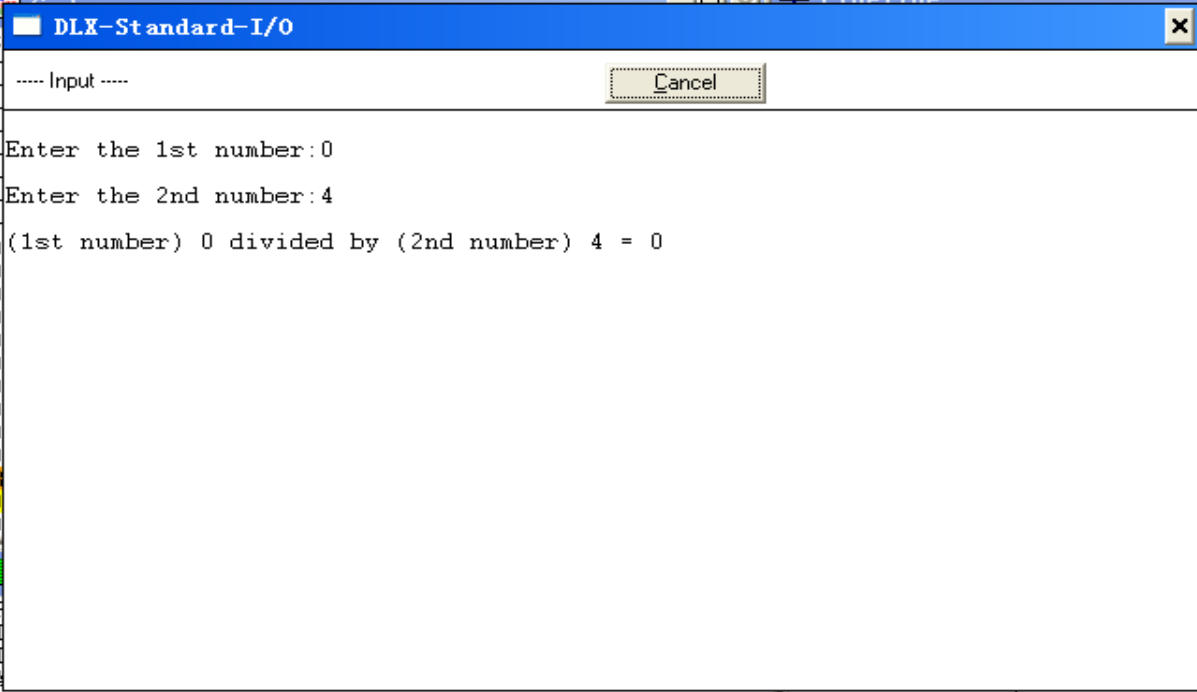 DLX-Standard-I/O
----- Input -----
Cancel
Enter the 1st number:0
Enter the 2nd number:4
(1st number) 0 divided by (2nd number) 4 = 0